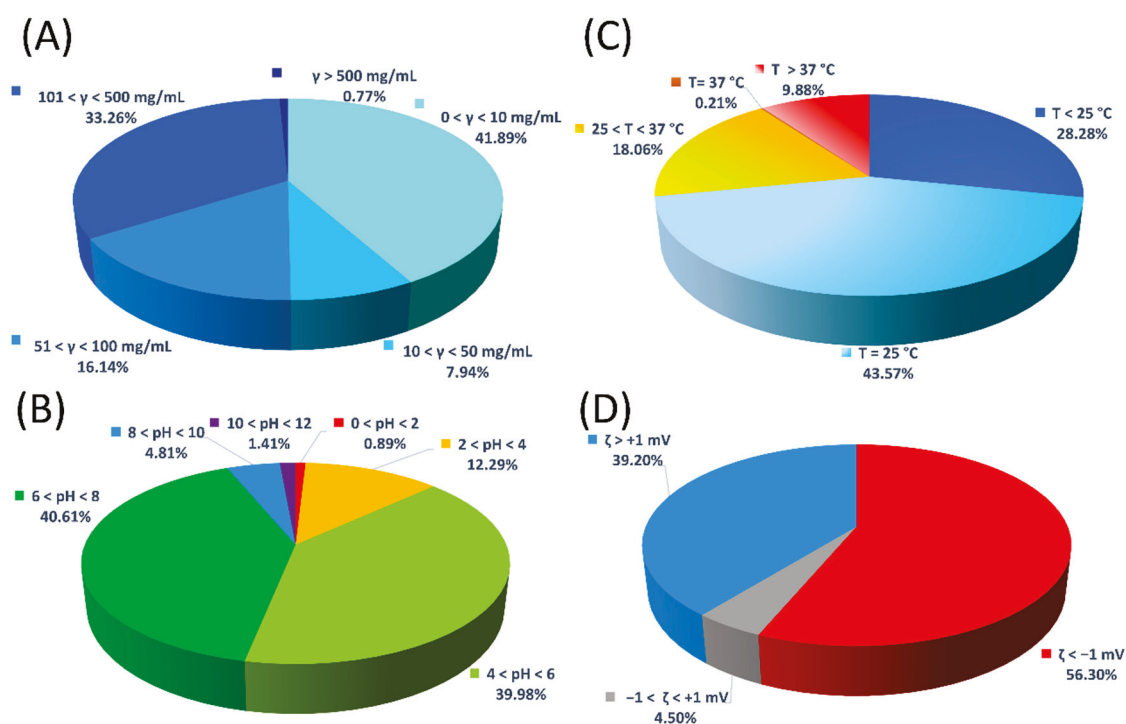 (A)
γ > 500 mg/mL
0.77%
101 < γ < 500 mg/mL
33.26%
0 < γ < 10 mg/mL
41.89%
51 < γ < 100 mg/mL
16.14%
10 < γ < 50 mg/mL
7.94%
(C)
T > 37 °C
9.88%
T= 37 °C
0.21%
T < 25 °C
28.28%
25 < T < 37 °C
18.06%
T = 25 °C
43.57%
(B)
10 < pH < 12
1.41%
0 < pH < 2
0.89%
8 < pH < 10
4.81%
2 < pH < 4
12.29%
6 < pH < 8
40.61%
4 < pH < 6
39.98%
(D)
ζ > +1 mV
39.20%
ζ < −1 mV
56.30%
−1 < ζ < +1 mV
4.50%